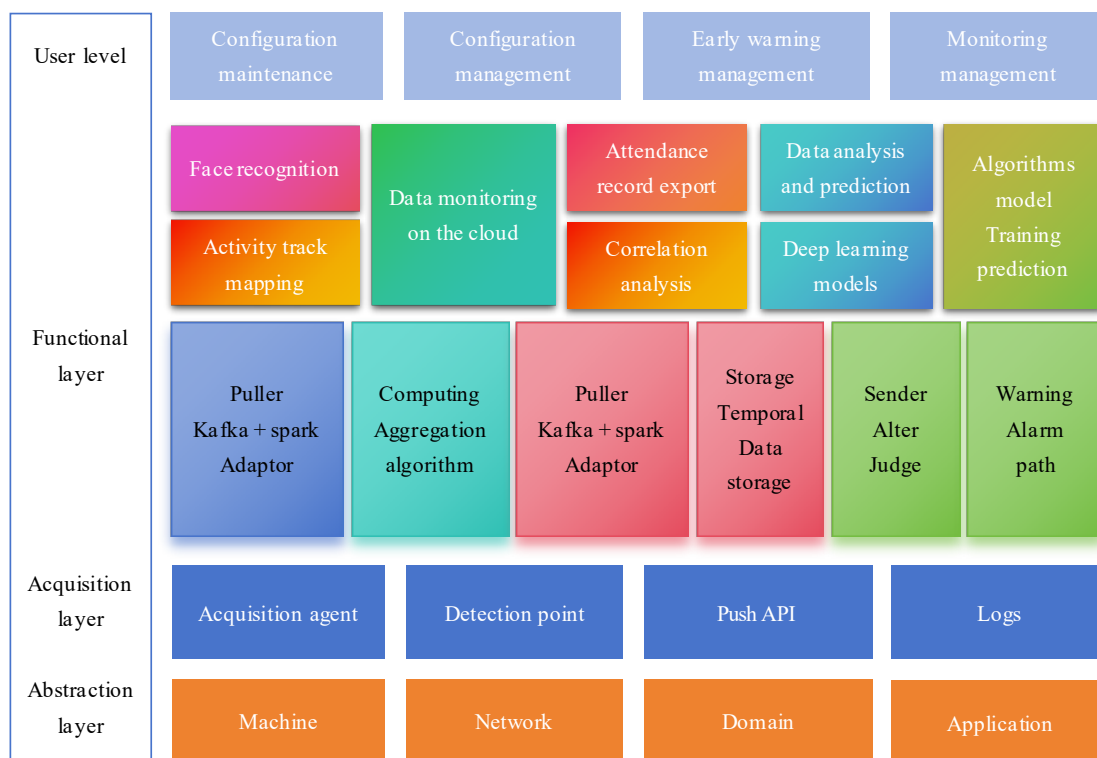 User level
Configuration
maintenance
Configuration
management
Early warning
management
Monitoring
management
Face recognition
Data monitoring
on the cloud
Attendance
record export
Data analysis
and prediction
Algorithms
model
Training
prediction
Activity track
mapping
Correlation
analysis
Deep learning
models
Functional
layer
Puller
Kafka + spark
Adaptor
Computing
Aggregation
algorithm
Puller
Kafka + spark
Adaptor
Storage
Temporal
Data
storage
Sender
Alter
Judge
Warning
Alarm
path
Acquisition
layer
Acquisition agent
Detection point
Push API
Logs
Abstraction
layer
Machine
Network
Domain
Application